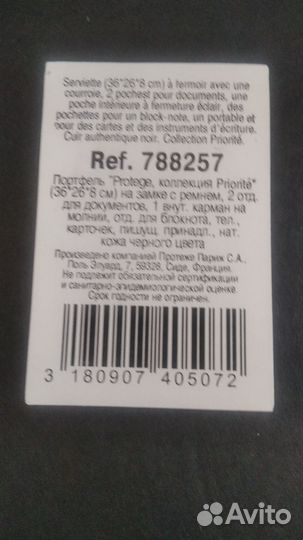 Serviette (36*26*8 cm) à fermoir avec une
courroie, 2 pochest pour documents, une
poche intérieure à fermeture éclair, des
pochettes pour un block-note, un portable et
pour des cartes et des instruments d'écriture.
Cuir authentique noir. Collection Priorité.
Ref. 788257
Портфель "Protege, коллекция Priorité"
(36*26*8 см) на замке с ремнем, 2 отд.
для документов, 1 внут. карман на
молнии, отд. для блокнота, тел.,
карточек, пишущ. принадл., нат.
кожа черного цвета
Произведено компанией Протеже Париж С.А.,
Поль Элуард, 7, 59328, Сиде, Франция.
Не подлежит обязательной сертификации
и санитарно-эпидемиологической оценке.
Срок годности не ограничен.
3 180907 405072
Avito